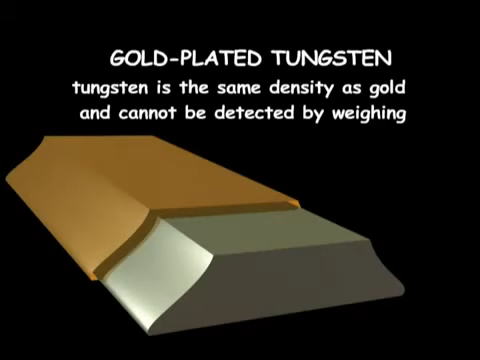 GOLD-PLATED TUNGSTEN
tungsten is the same density as gold
and cannot be detected by weighing